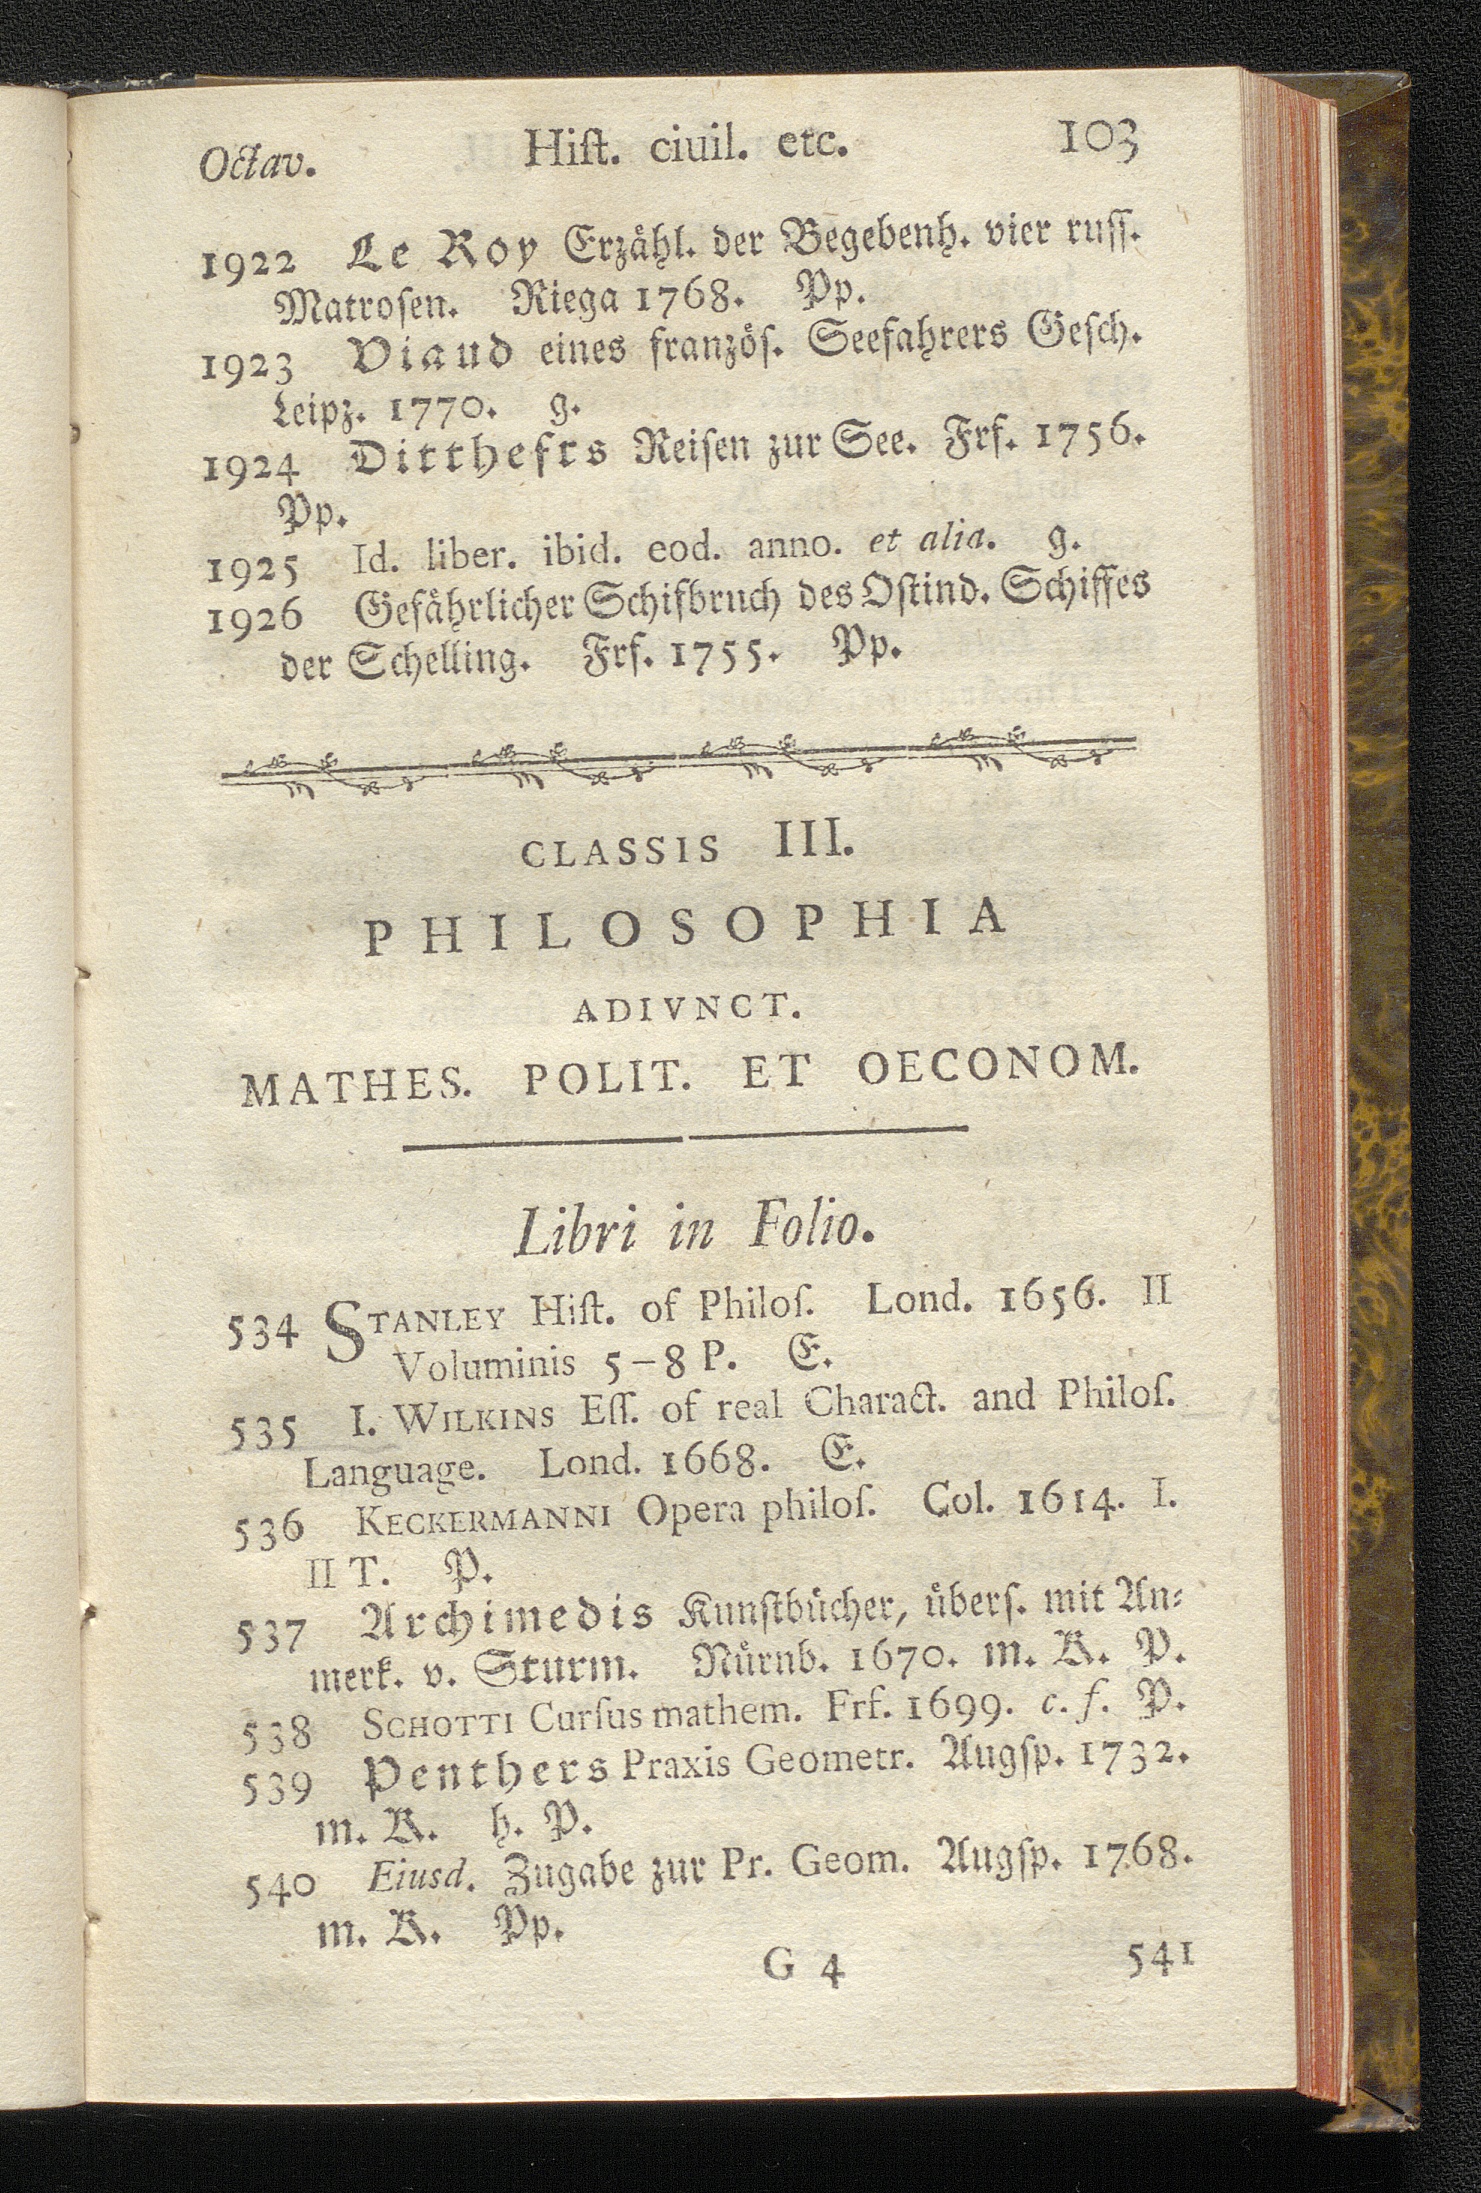 Octav. Hiſt. ciuil. etc. 103
1922 Le Roy Erzåhl. der Begebenh. vier ruſſ.
Matroſen. Riega 1768. Pp.
1923 Viaud eines franzöſ. Seefahrers Geſch.
Leipz. 1770. g.
1924 Ditthefts Reiſen zur See. Frf. 1756.
Pp.
1925 Id. liber. ibid. eod. anno. et alia. g.
1926 Gefåhrlicher Schifbruch des Oſtind. Schiffes
der Schelling. Frf. 1755. Pp.
CLASSIS III.
PHILOSOPHIA
ADIVNCT.
MATHES. POLIT. ET OECONOM.
Libri in Folio.
534 STANLEY Hiſt. of Philoſ. Lond. 1656. II
Voluminis 5-8 P. E.
535 I. WILKINS Eſſ. of real Charact. and Philoſ.
Language. Lond. 1668. E.
536 KECKERMANNI Opera philoſ. Col. 1614. I.
II T. P.
537 Archimedis Kunſtbücher, überſ. mit An⸗
merk. v. Sturm. Nürnb. 1670. m. K. P.
538 SCHOTTI Curſus mathem. Frf. 1699. c. f. P.
539 Penthers Praxis Geometr. Augſp. 1732.
m. K. h. P.
540 Eiusd. Zugabe zur Pr. Geom. Augſp. 1768.
m. K. Pp.
G 4 541